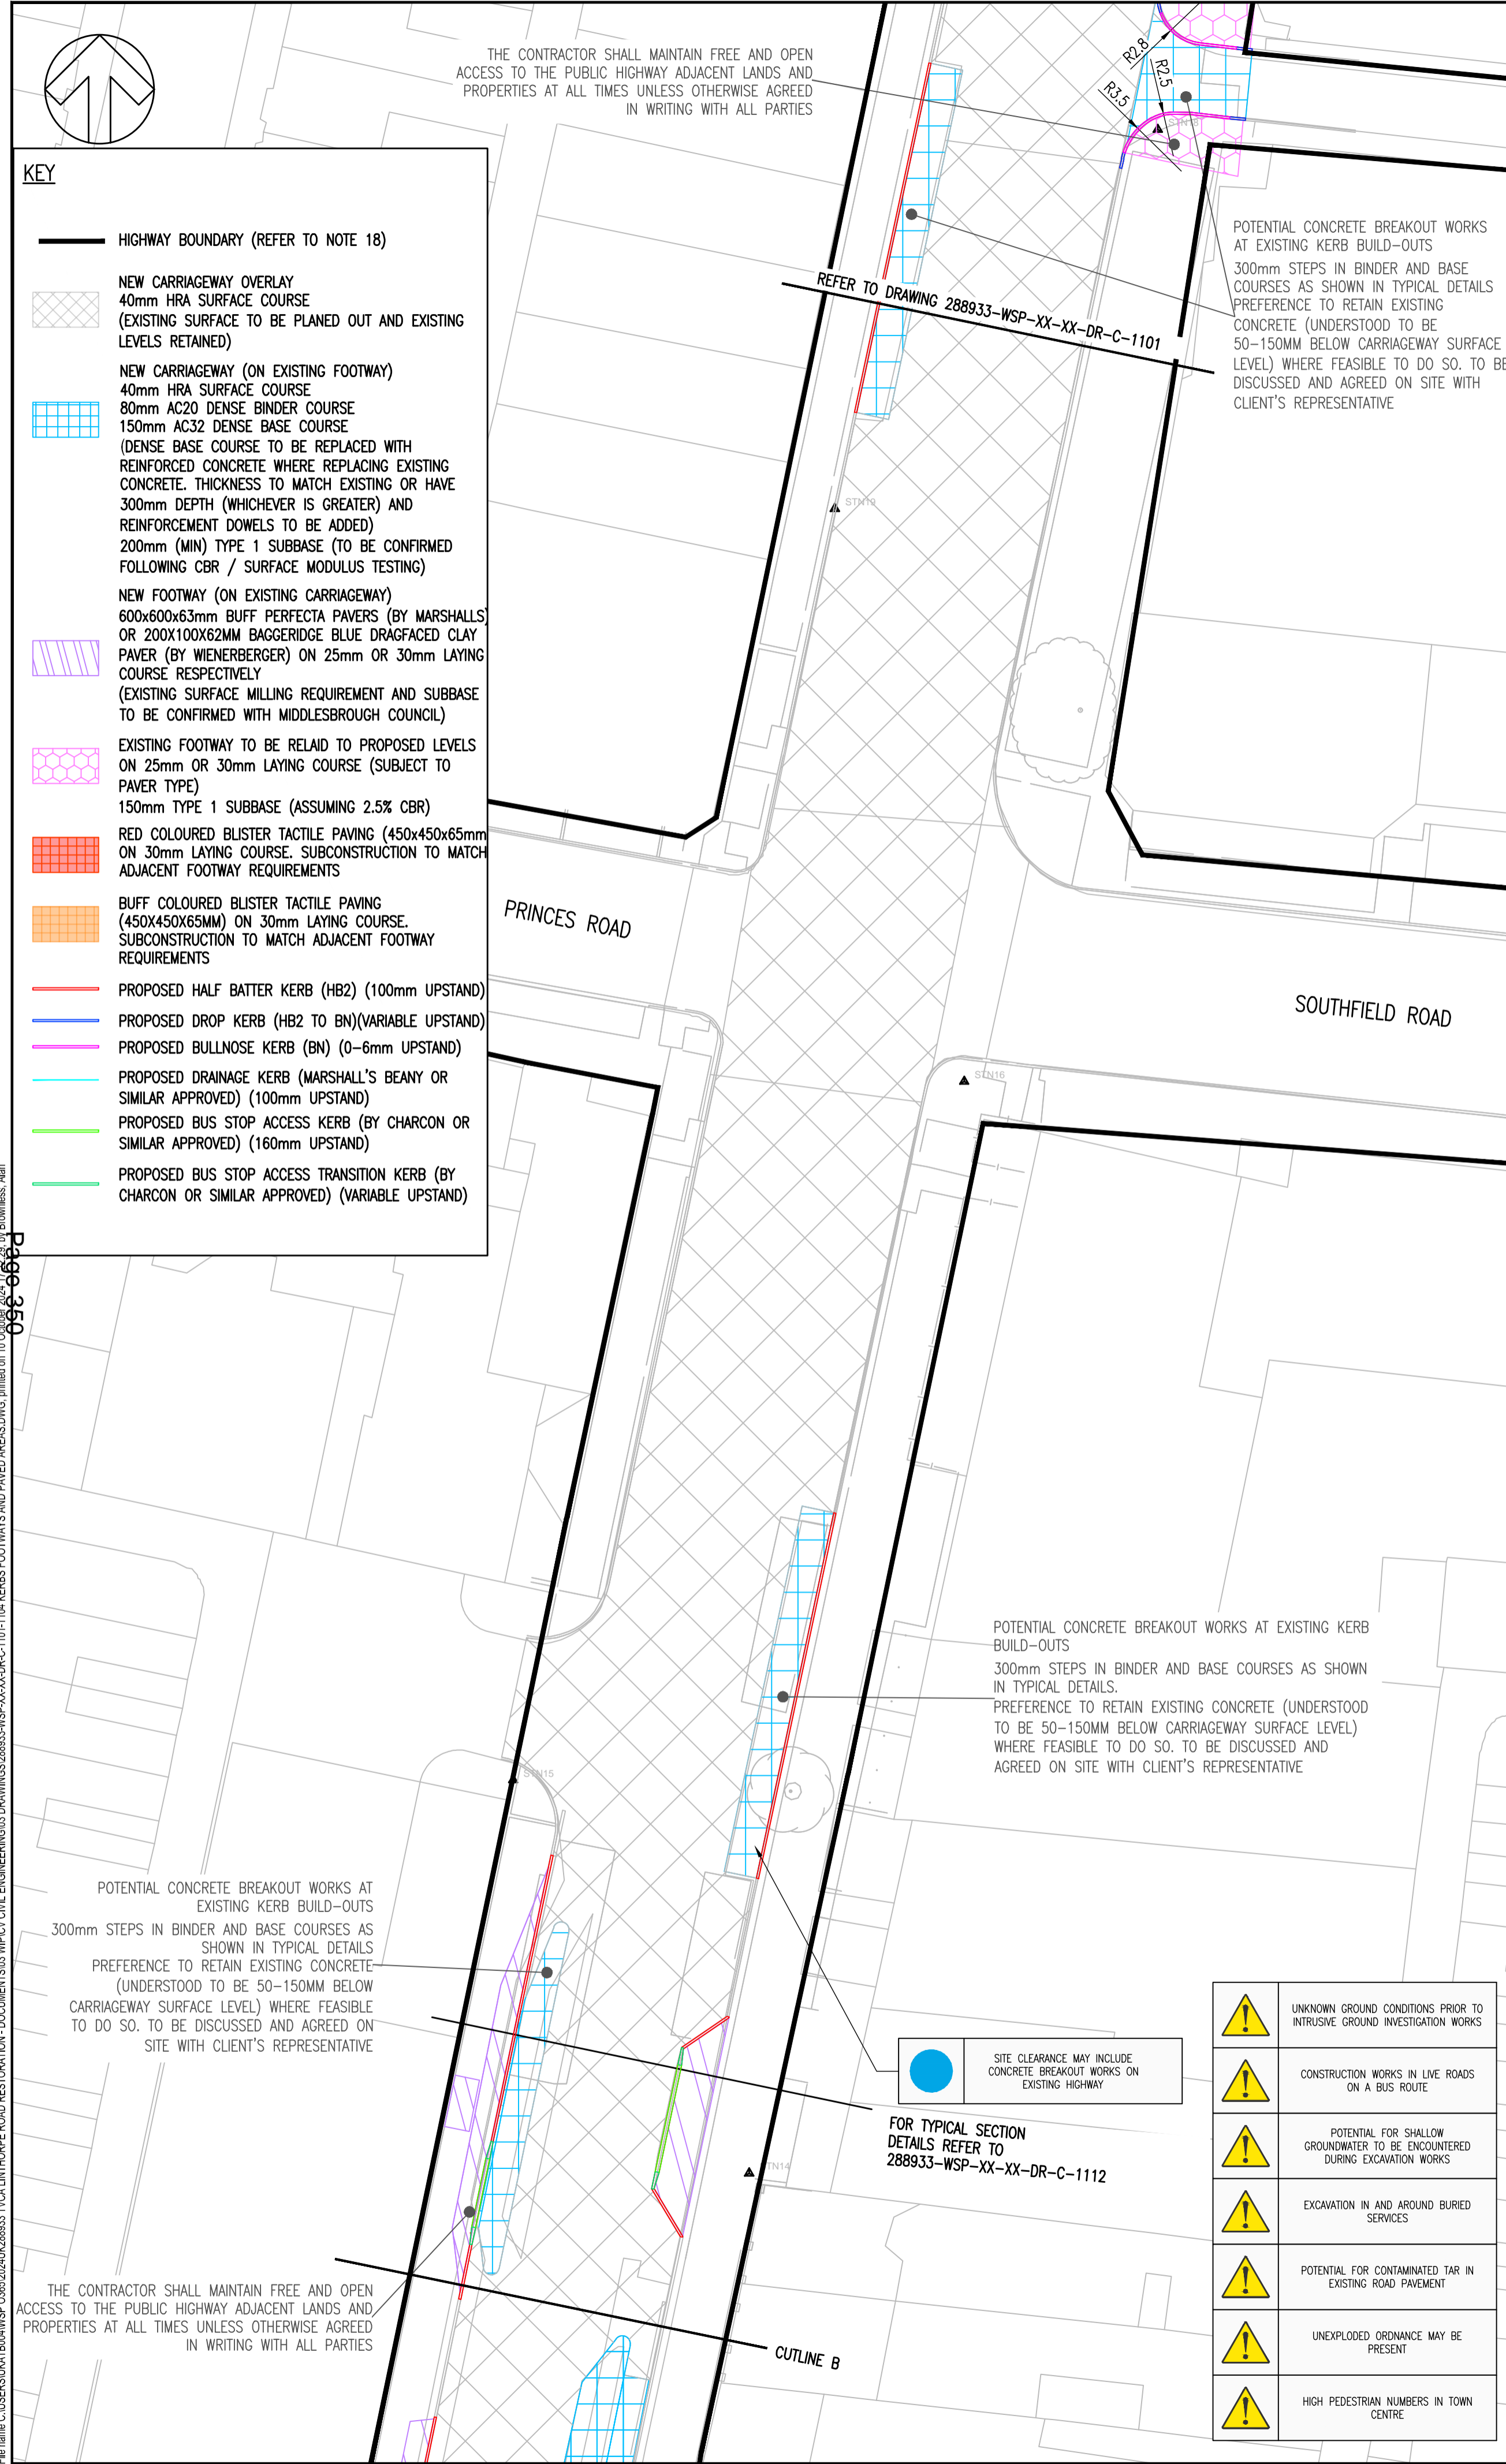 THE CONTRACTOR SHALL MAINTAIN FREE AND OPEN
ACCESS TO THE PUBLIC HIGHWAY ADJACENT LANDS AND
PROPERTIES AT ALL TIMES UNLESS OTHERWISE AGREED
IN WRITING WITH ALL PARTIES
R2.8
R2.5
R3.5
KEY
HIGHWAY BOUNDARY (REFER TO NOTE 18)
NEW CARRIAGEWAY OVERLAY
40mm HRA SURFACE COURSE
(EXISTING SURFACE TO BE PLANED OUT AND EXISTING
LEVELS RETAINED)
NEW CARRIAGEWAY (ON EXISTING FOOTWAY)
40mm HRA SURFACE COURSE
80mm AC20 DENSE BINDER COURSE
150mm AC32 DENSE BASE COURSE
(DENSE BASE COURSE TO BE REPLACED WITH
REINFORCED CONCRETE WHERE REPLACING EXISTING
CONCRETE. THICKNESS TO MATCH EXISTING OR HAVE
300mm DEPTH (WHICHEVER IS GREATER) AND
REINFORCEMENT DOWELS TO BE ADDED)
200mm (MIN) TYPE 1 SUBBASE (TO BE CONFIRMED
FOLLOWING CBR / SURFACE MODULUS TESTING)
NEW FOOTWAY (ON EXISTING CARRIAGEWAY)
600x600x63mm BUFF PERFECTA PAVERS (BY MARSHALLS)
OR 200X100X62MM BAGGERIDGE BLUE DRAGFACED CLAY
PAVER (BY WIENERBERGER) ON 25mm OR 30mm LAYING
COURSE RESPECTIVELY
(EXISTING SURFACE MILLING REQUIREMENT AND SUBBASE
TO BE CONFIRMED WITH MIDDLESBROUGH COUNCIL)
EXISTING FOOTWAY TO BE RELAID TO PROPOSED LEVELS
ON 25mm OR 30mm LAYING COURSE (SUBJECT TO
PAVER TYPE)
150mm TYPE 1 SUBBASE (ASSUMING 2.5% CBR)
RED COLOURED BLISTER TACTILE PAVING (450x450x65mm
ON 30mm LAYING COURSE. SUBCONSTRUCTION TO MATCH
ADJACENT FOOTWAY REQUIREMENTS
BUFF COLOURED BLISTER TACTILE PAVING
(450X450X65MM) ON 30mm LAYING COURSE.
SUBCONSTRUCTION TO MATCH ADJACENT FOOTWAY
REQUIREMENTS
PROPOSED HALF BATTER KERB (HB2) (100mm UPSTAND)
PROPOSED DROP KERB (HB2 TO BN)(VARIABLE UPSTAND)
PROPOSED BULLNOSE KERB (BN) (0-6mm UPSTAND)
PROPOSED DRAINAGE KERB (MARSHALL'S BEANY OR
SIMILAR APPROVED) (100mm UPSTAND)
PROPOSED BUS STOP ACCESS KERB (BY CHARCON OR
SIMILAR APPROVED) (160mm UPSTAND)
PROPOSED BUS STOP ACCESS TRANSITION KERB (BY
CHARCON OR SIMILAR APPROVED) (VARIABLE UPSTAND)
POTENTIAL CONCRETE BREAKOUT WORKS
AT EXISTING KERB BUILD-OUTS
300mm STEPS IN BINDER AND BASE
COURSES AS SHOWN IN TYPICAL DETAILS
PREFERENCE TO RETAIN EXISTING
CONCRETE (UNDERSTOOD TO BE
50-150MM BELOW CARRIAGEWAY SURFACE
LEVEL) WHERE FEASIBLE TO DO SO. TO BE
DISCUSSED AND AGREED ON SITE WITH
CLIENT'S REPRESENTATIVE
REFER TO DRAWING 288933-WSP-XX-XX-DR-C-1101
STN19
PRINCES ROAD
SOUTHFIELD ROAD
STN16
Page 350
POTENTIAL CONCRETE BREAKOUT WORKS AT EXISTING KERB
BUILD-OUTS
300mm STEPS IN BINDER AND BASE COURSES AS SHOWN
IN TYPICAL DETAILS.
PREFERENCE TO RETAIN EXISTING CONCRETE (UNDERSTOOD
TO BE 50-150MM BELOW CARRIAGEWAY SURFACE LEVEL)
WHERE FEASIBLE TO DO SO. TO BE DISCUSSED AND
AGREED ON SITE WITH CLIENT'S REPRESENTATIVE
STN15
POTENTIAL CONCRETE BREAKOUT WORKS AT
EXISTING KERB BUILD-OUTS
300mm STEPS IN BINDER AND BASE COURSES AS
SHOWN IN TYPICAL DETAILS
PREFERENCE TO RETAIN EXISTING CONCRETE
(UNDERSTOOD TO BE 50-150MM BELOW
CARRIAGEWAY SURFACE LEVEL) WHERE FEASIBLE
TO DO SO. TO BE DISCUSSED AND AGREED ON
SITE WITH CLIENT'S REPRESENTATIVE
SITE CLEARANCE MAY INCLUDE
CONCRETE BREAKOUT WORKS ON
EXISTING HIGHWAY
FOR TYPICAL SECTION
DETAILS REFER TO
288933-WSP-XX-XX-DR-C-1112
STN14
THE CONTRACTOR SHALL MAINTAIN FREE AND OPEN
ACCESS TO THE PUBLIC HIGHWAY ADJACENT LANDS AND
PROPERTIES AT ALL TIMES UNLESS OTHERWISE AGREED
IN WRITING WITH ALL PARTIES
CUTLINE B
UNKNOWN GROUND CONDITIONS PRIOR TO
INTRUSIVE GROUND INVESTIGATION WORKS
CONSTRUCTION WORKS IN LIVE ROADS
ON A BUS ROUTE
POTENTIAL FOR SHALLOW
GROUNDWATER TO BE ENCOUNTERED
DURING EXCAVATION WORKS
EXCAVATION IN AND AROUND BURIED
SERVICES
POTENTIAL FOR CONTAMINATED TAR IN
EXISTING ROAD PAVEMENT
UNEXPLODED ORDNANCE MAY BE
PRESENT
HIGH PEDESTRIAN NUMBERS IN TOWN
CENTRE